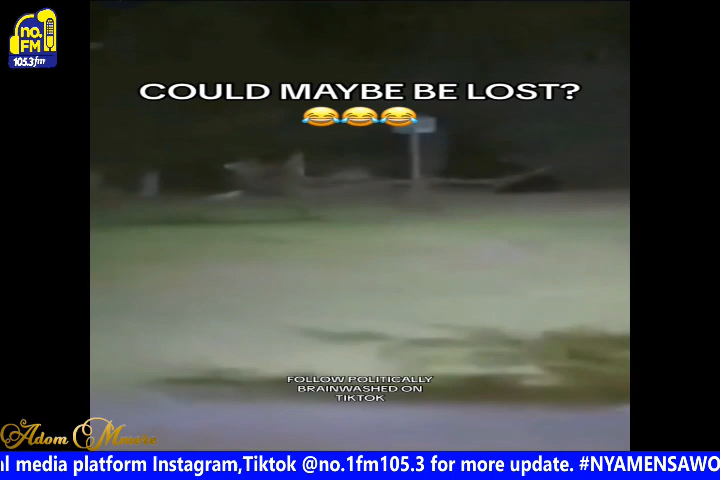 no.
FM
105.3fm
COULD MAYBE BE LOST?
😂😂😂
FOLLOW POLITICALLY
BRAINWASHED ON
TIKTOK
Adom
al media platform Instagram,Tiktok @no.1fm105.3 for more update. #NYAMENSAWO